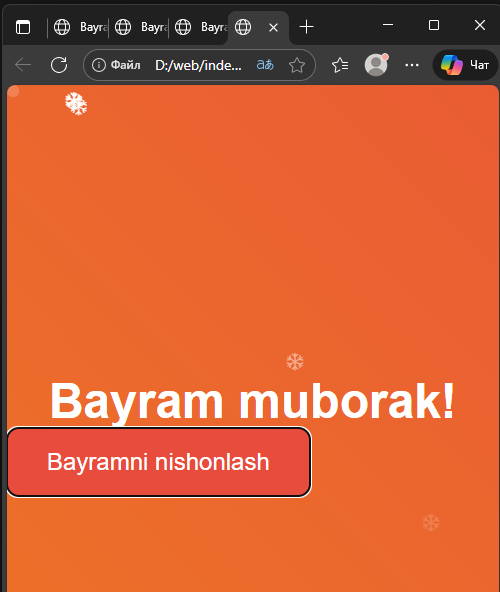 Bayra
Bayra
Bayra
Файл D:/web/inde...
Чат
Bayram muborak!
Bayramni nishonlash